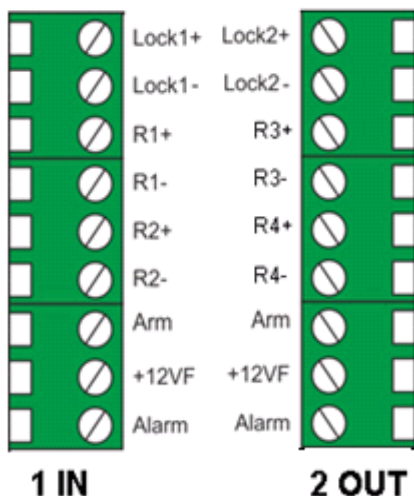 Lock1+ Lock2+
Lock1- Lock2-
R1+ R3+
R1- R3-
R2+ R4+
R2- R4-
Arm Arm
+12VF +12VF
Alarm Alarm
1 IN 2 OUT